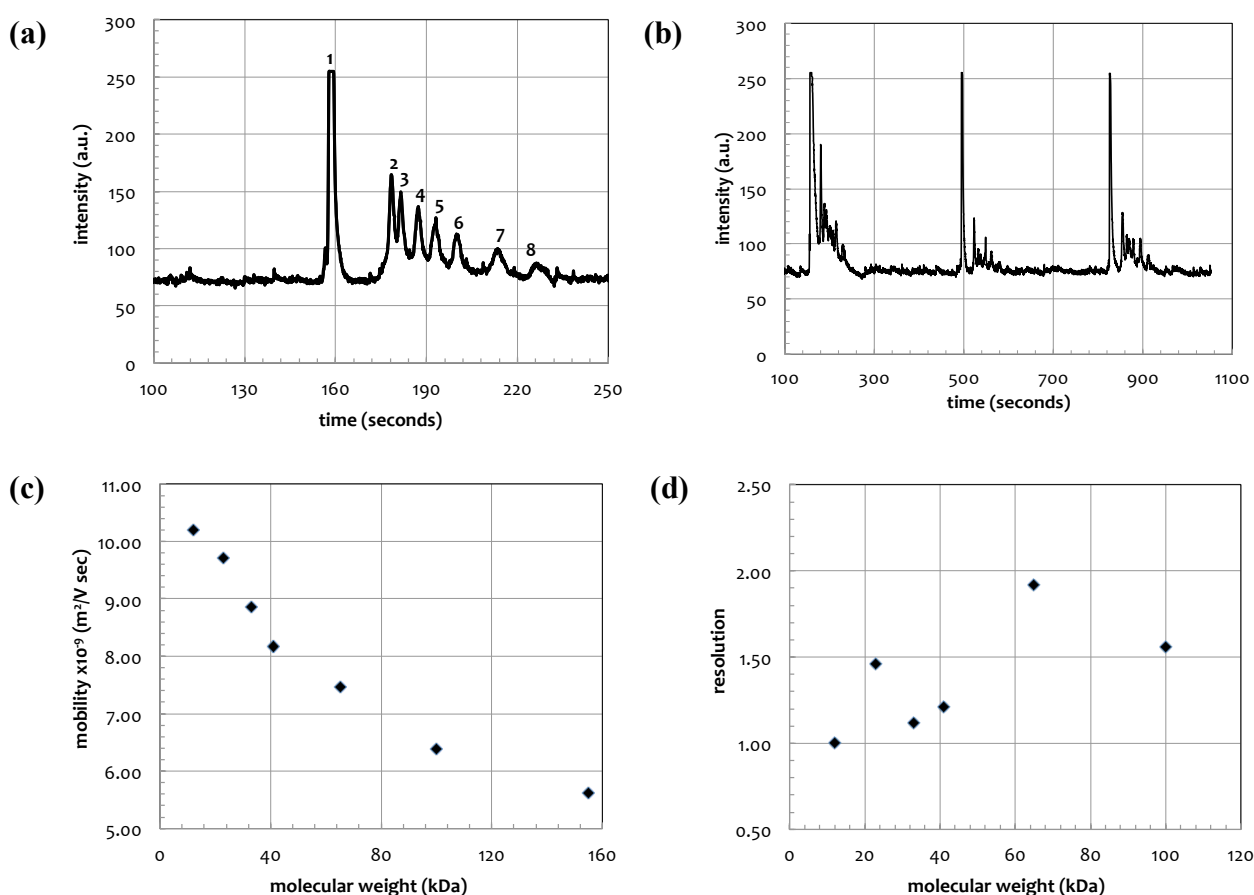 (a)
300
250
200
150
100
50
0
intensity (a.u.)
1
2
3
4
5
6
7
8
100 130 160 190 220 250
time (seconds)
(b)
300
250
200
150
100
50
0
intensity (a.u.)
100 300 500 700 900 1100
time (seconds)
(c)
11.00
10.00
9.00
8.00
7.00
6.00
5.00
mobility x10⁻⁹ (m²/V sec)
0 40 80 120 160
molecular weight (kDa)
(d)
2.50
2.00
1.50
1.00
0.50
resolution
0 20 40 60 80 100 120
molecular weight (kDa)